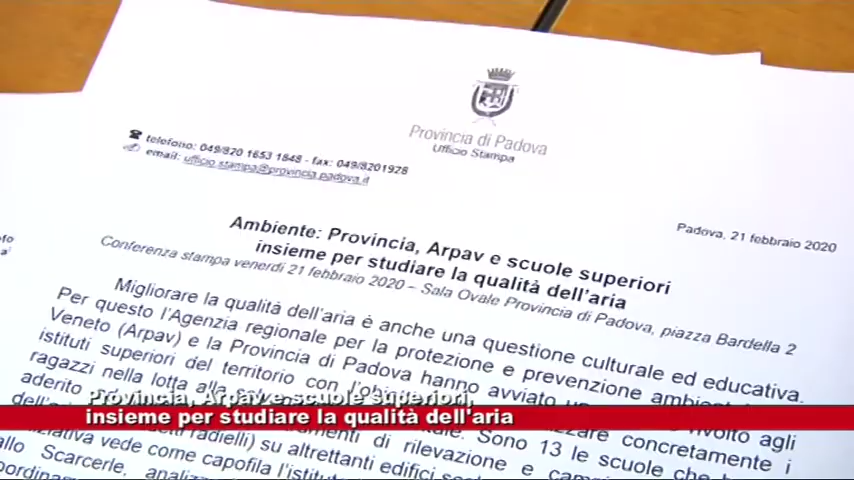 Provincia di Padova
Ufficio Stampa
telefono: 049/820 1653 1848 - fax: 049/8201928
email: ufficio.stampa@provincia.padova.it
Padova, 21 febbraio 2020
Ambiente: Provincia, Arpav e scuole superiori
insieme per studiare la qualità dell'aria
Conferenza stampa venerdì 21 febbraio 2020 – Sala Ovale Provincia di Padova, piazza Bardella 2
Migliorare la qualità dell'aria è anche una questione culturale ed educativa.
Per questo l'Agenzia regionale per la protezione e prevenzione
Veneto (Arpav) e la Provincia di Padova hanno avviato rivolto agli
istituti superiori del territorio con concretamente i
ragazzi nella lotta Sono 13 le scuole che
aderito
di rilevazione e
su altrettanti edifici
vede come capofila l'istituto
allo Scarcerle,
Provincia, Arpav e scuole superiori,
insieme per studiare la qualità dell'aria